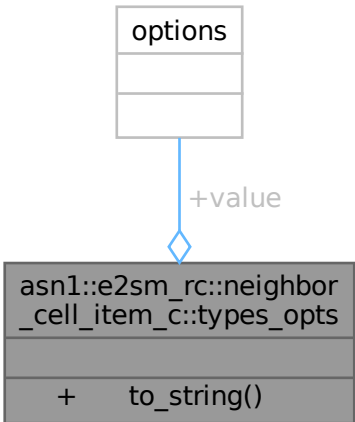 options
+value
asn1::e2sm_rc::neighbor
_cell_item_c::types_opts
+ to_string()